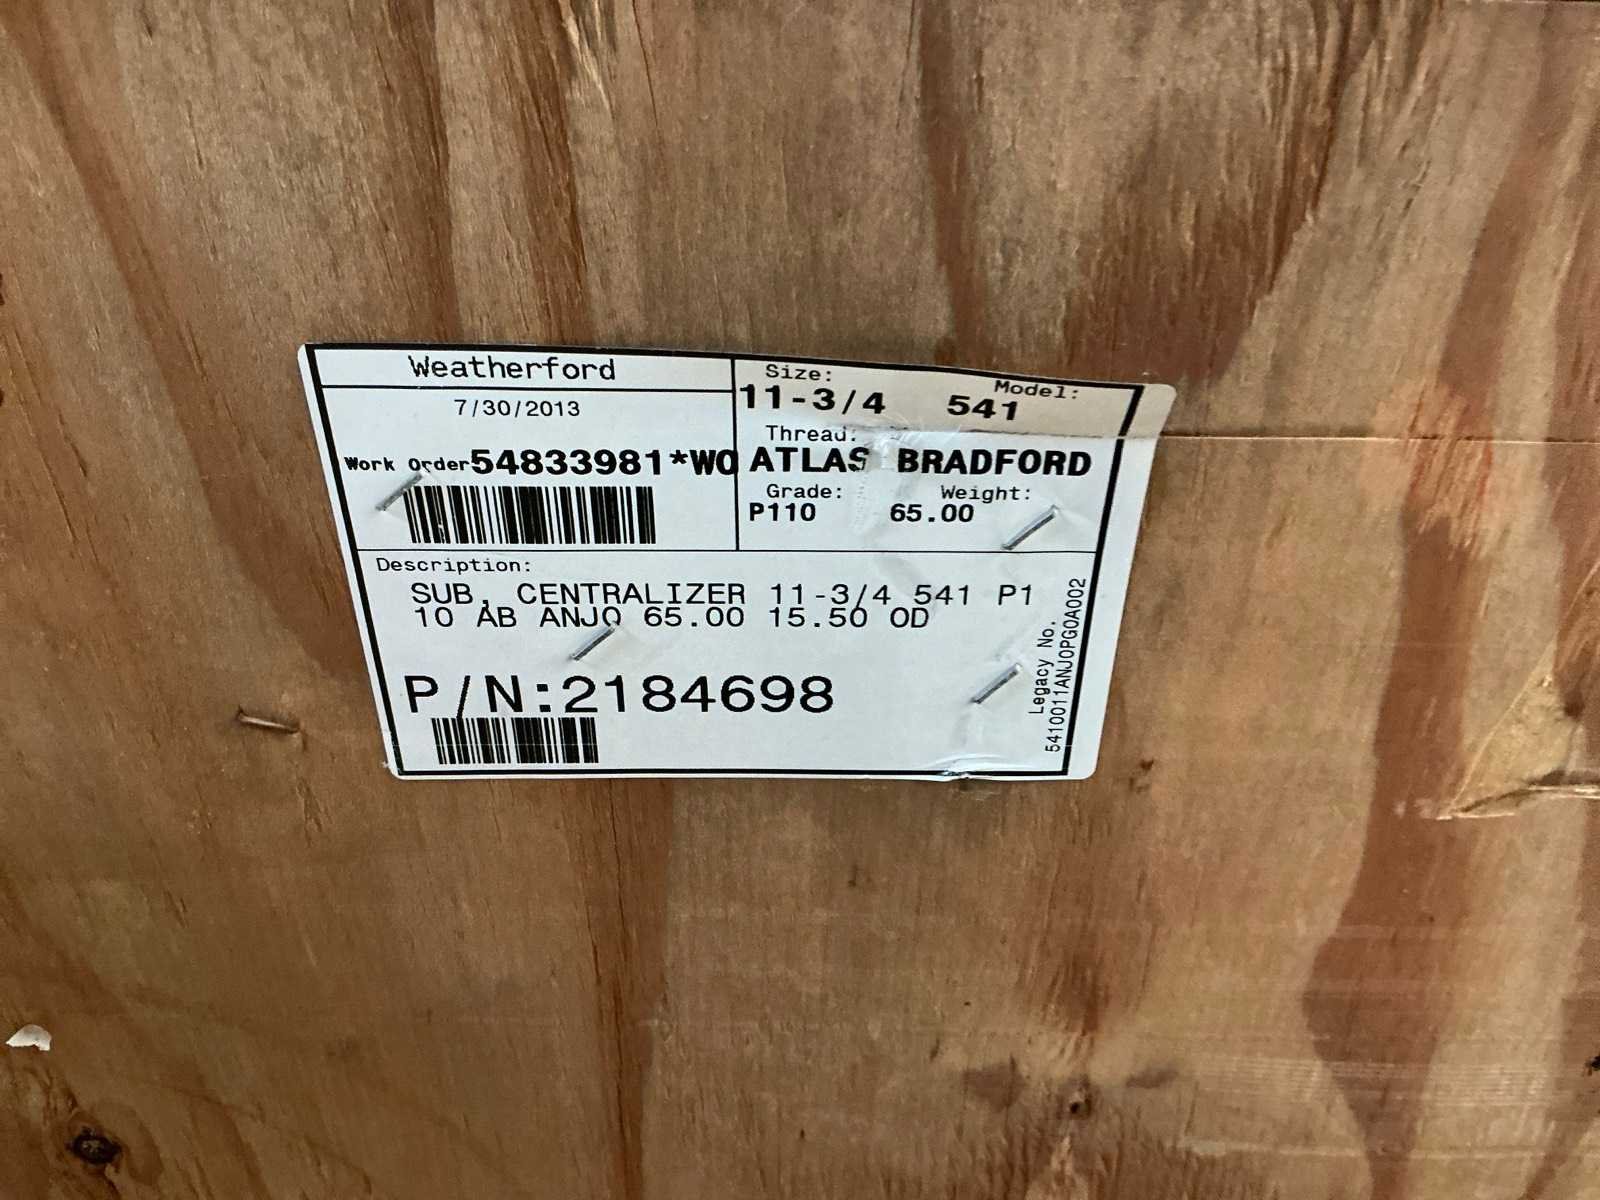 Weatherford
7/30/2013
Work Order54833981*WO
Size:
Model:
11-3/4 541
Thread:
ATLAS BRADFORD
Grade: Weight:
P110 65.00
Description:
SUB, CENTRALIZER 11-3/4 541 P1
10 AB ANJO 65.00 15.50 OD
P/N:2184698
Legacy No.
5410011ANJOPGOA002